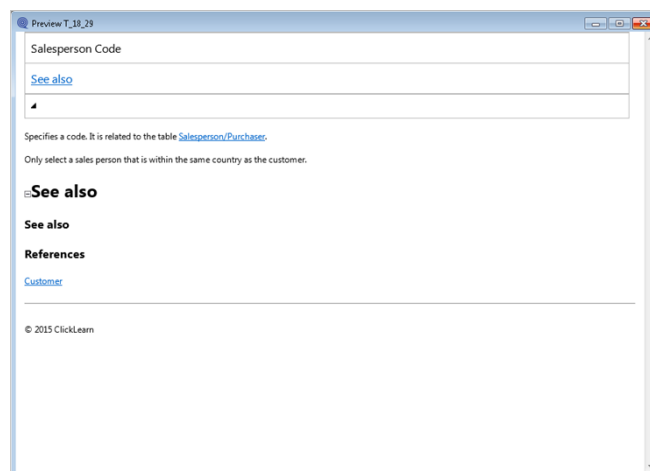 Preview T_18_29
Salesperson Code
See also
Specifies a code. It is related to the table Salesperson/Purchaser.
Only select a sales person that is within the same country as the customer.
See also
See also
References
Customer
© 2015 ClickLearn